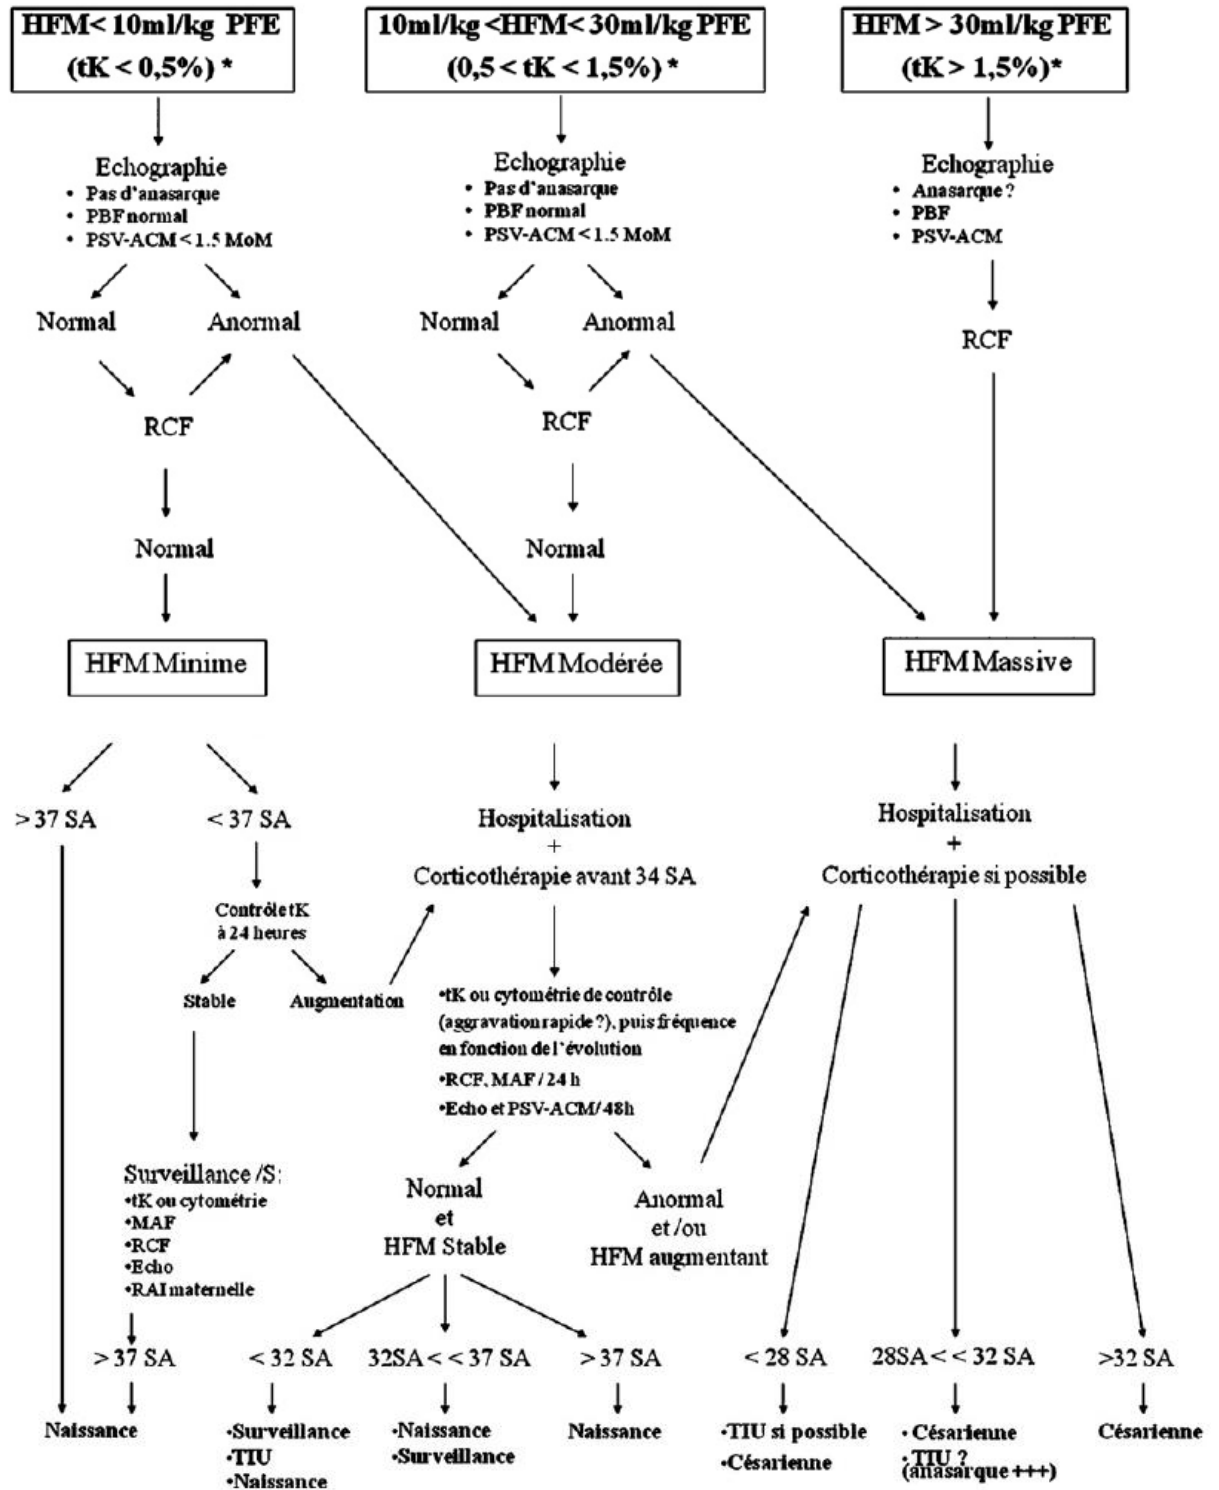 HFM< 10ml/kg PFE
(tK < 0,5%) *
10ml/kg <HFM< 30ml/kg PFE
(0,5 < tK < 1,5%) *
HFM > 30ml/kg PFE
(tK > 1,5%)*
Echographie
• Pas d'anasarque
• PBF normal
• PSV-ACM < 1.5 MoM
Echographie
• Pas d'anasarque
• PBF normal
• PSV-ACM < 1.5 MoM
Echographie
• Anasarque ?
• PBF
• PSV-ACM
Normal
Anormal
Normal
Anormal
RCF
RCF
RCF
Normal
Normal
HFM Minime
HFM Modérée
HFM Massive
> 37 SA
< 37 SA
Hospitalisation
+
Corticothérapie avant 34 SA
Hospitalisation
+
Corticothérapie si possible
Contrôle tK
à 24 heures
Stable
Augmentation
•tK ou cytométrie de contrôle
(aggravation rapide ?), puis fréquence
en fonction de l'évolution
•RCF, MAF / 24 h
•Echo et PSV-ACM/ 48h
Surveillance /S:
•tK ou cytométrie
•MAF
•RCF
•Echo
•RAI maternelle
Normal
et
HFM Stable
Anormal
et /ou
HFM augmentant
> 37 SA
< 32 SA
32SA < < 37 SA
> 37 SA
< 28 SA
28SA < < 32 SA
>32 SA
Naissance
•Surveillance
•TIU
•Naissance
•Naissance
•Surveillance
Naissance
•TIU si possible
•Césarienne
• Césarienne
• TIU ?
(anasarque +++)
Césarienne